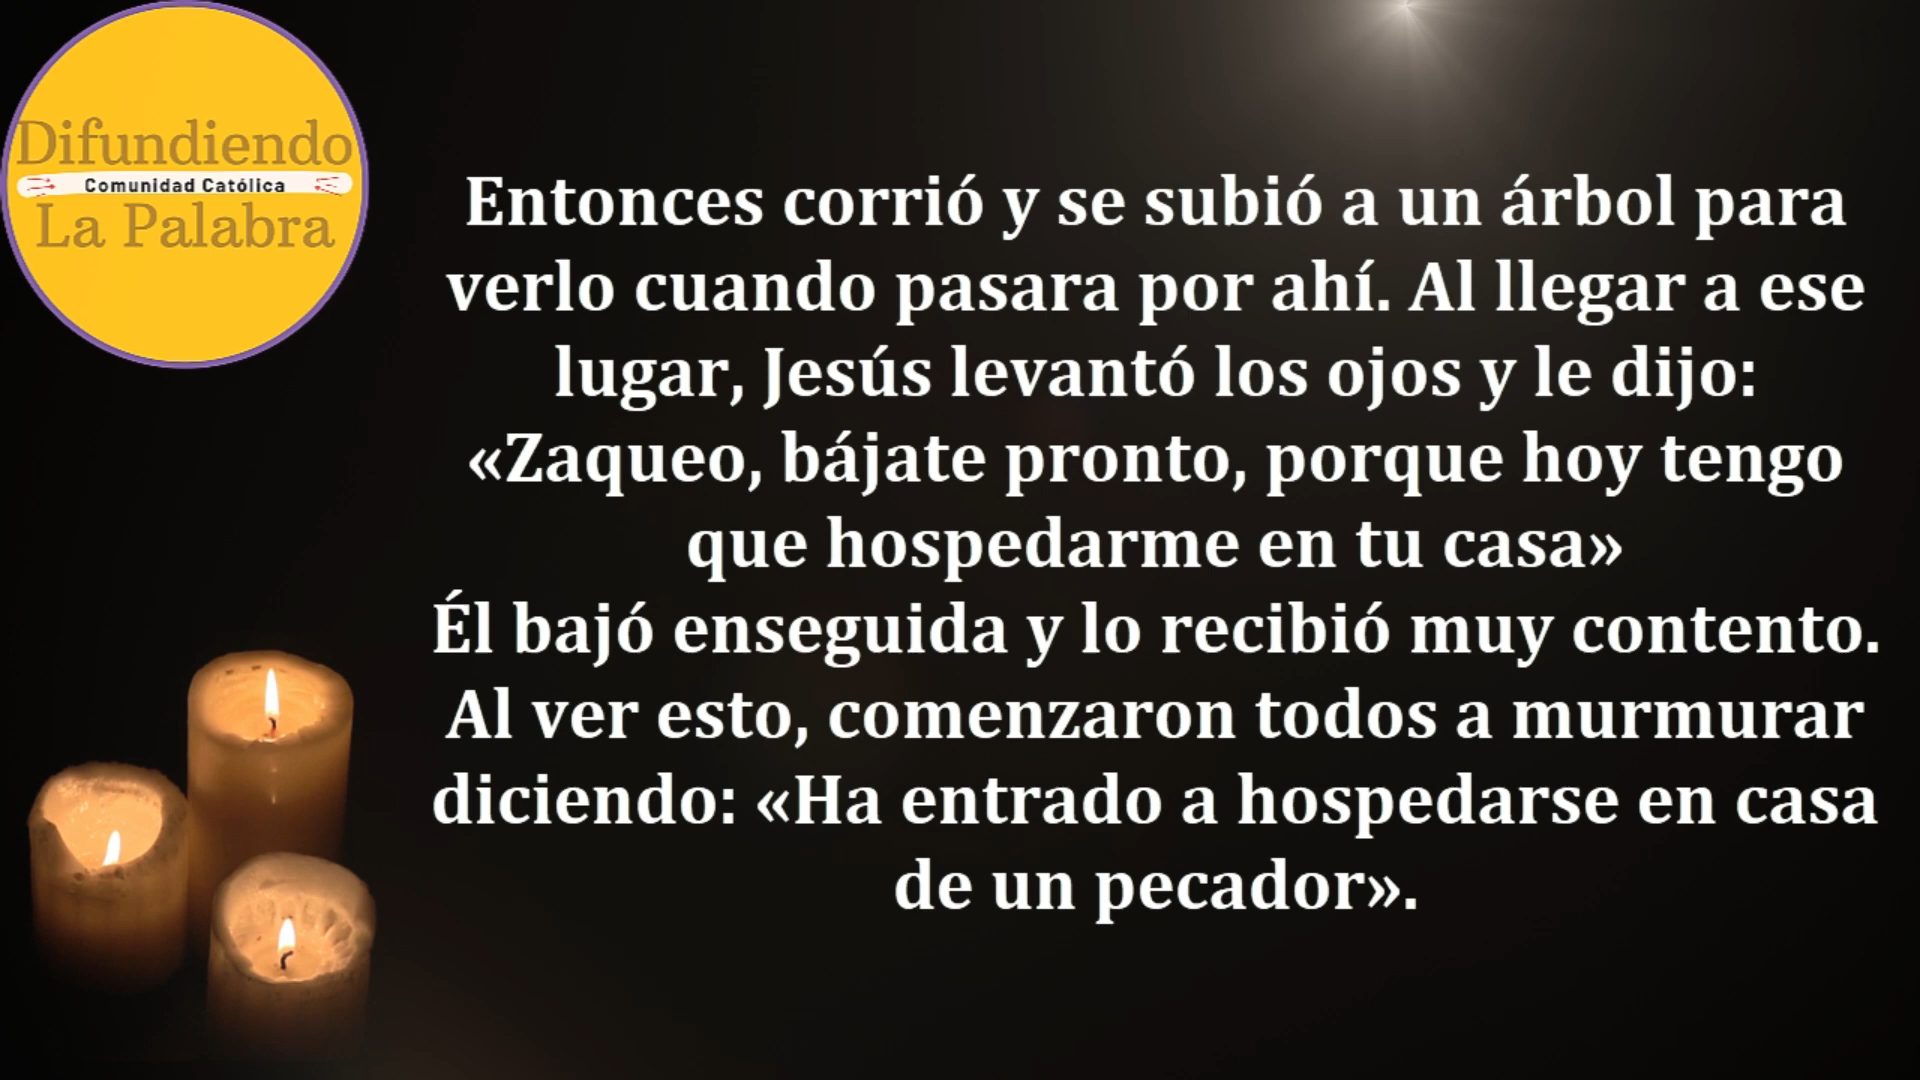 Difundiendo
Comunidad Católica
La Palabra
Entonces corrió y se subió a un árbol para
verlo cuando pasara por ahí. Al llegar a ese
lugar, Jesús levantó los ojos y le dijo:
«Zaqueo, bájate pronto, porque hoy tengo
que hospedarme en tu casa»
Él bajó enseguida y lo recibió muy contento.
Al ver esto, comenzaron todos a murmurar
diciendo: «Ha entrado a hospedarse en casa
de un pecador».